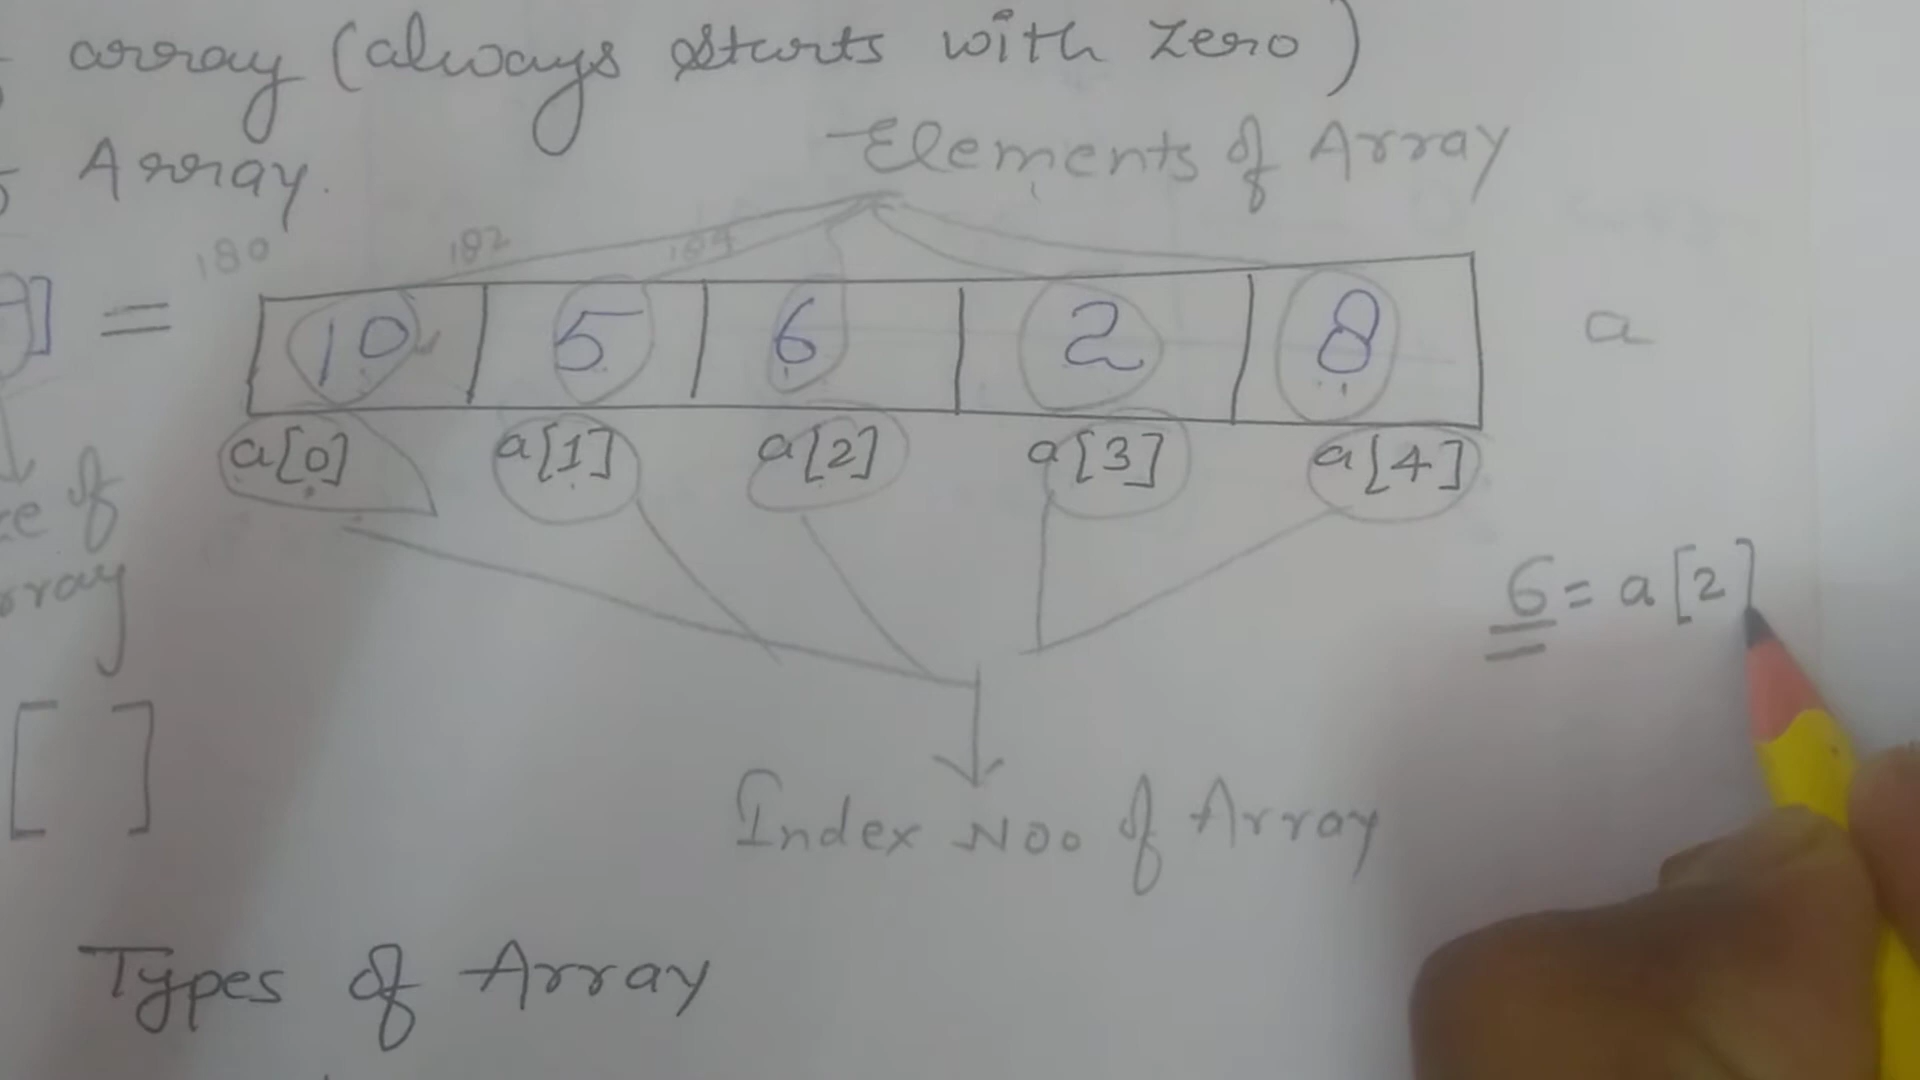 array (always starts with zero)
Array.
Elements of Array
180 182 184
] = 10 5 6 2 8 a
a[0] a[1] a[2] a[3] a[4]
of
6 = a[2]
[ ]
Index No. of Array
Types of Array